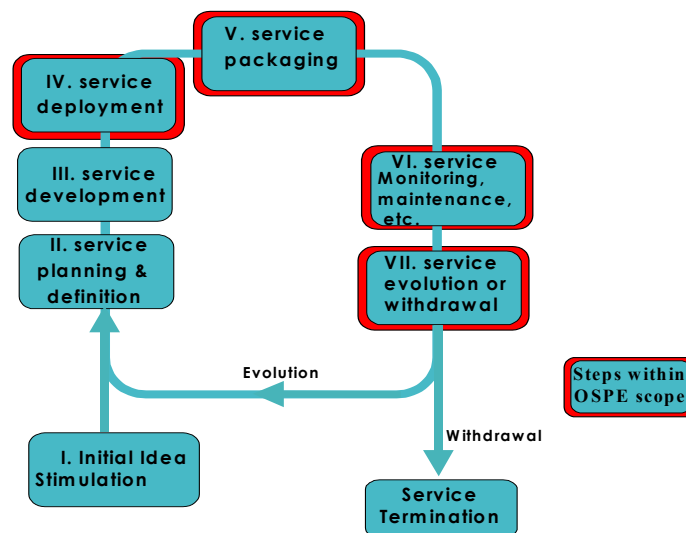 V. service
packaging
IV. service
deployment
III. service
development
II. service
planning &
definition
VI. service
Monitoring,
maintenance,
etc.
VII. service
evolution or
withdrawal
Evolution
Steps within
OSPE scope
I. Initial Idea
Stimulation
Withdrawal
Service
Termination